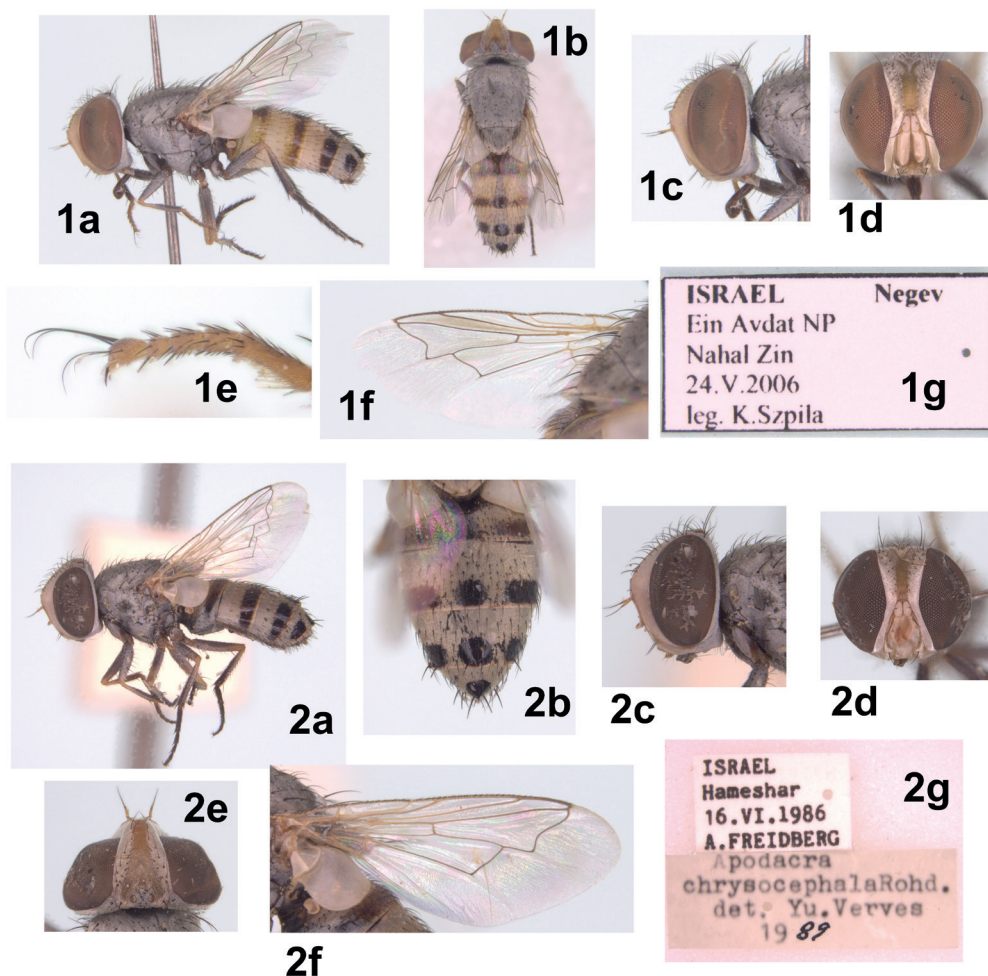 1a
1b
1c
1d
1e
1f
ISRAEL Negev
Ein Avdat NP
Nahal Zin
24.V.2006
leg. K.Szpila
1g
2a
2b
2c
2d
2e
2f
ISRAEL
Hameshar
16.VI.1986
A.FREIDBERG
Apodacra
chrysocephalaRohd.
det. Yu.Verves
1989
2g